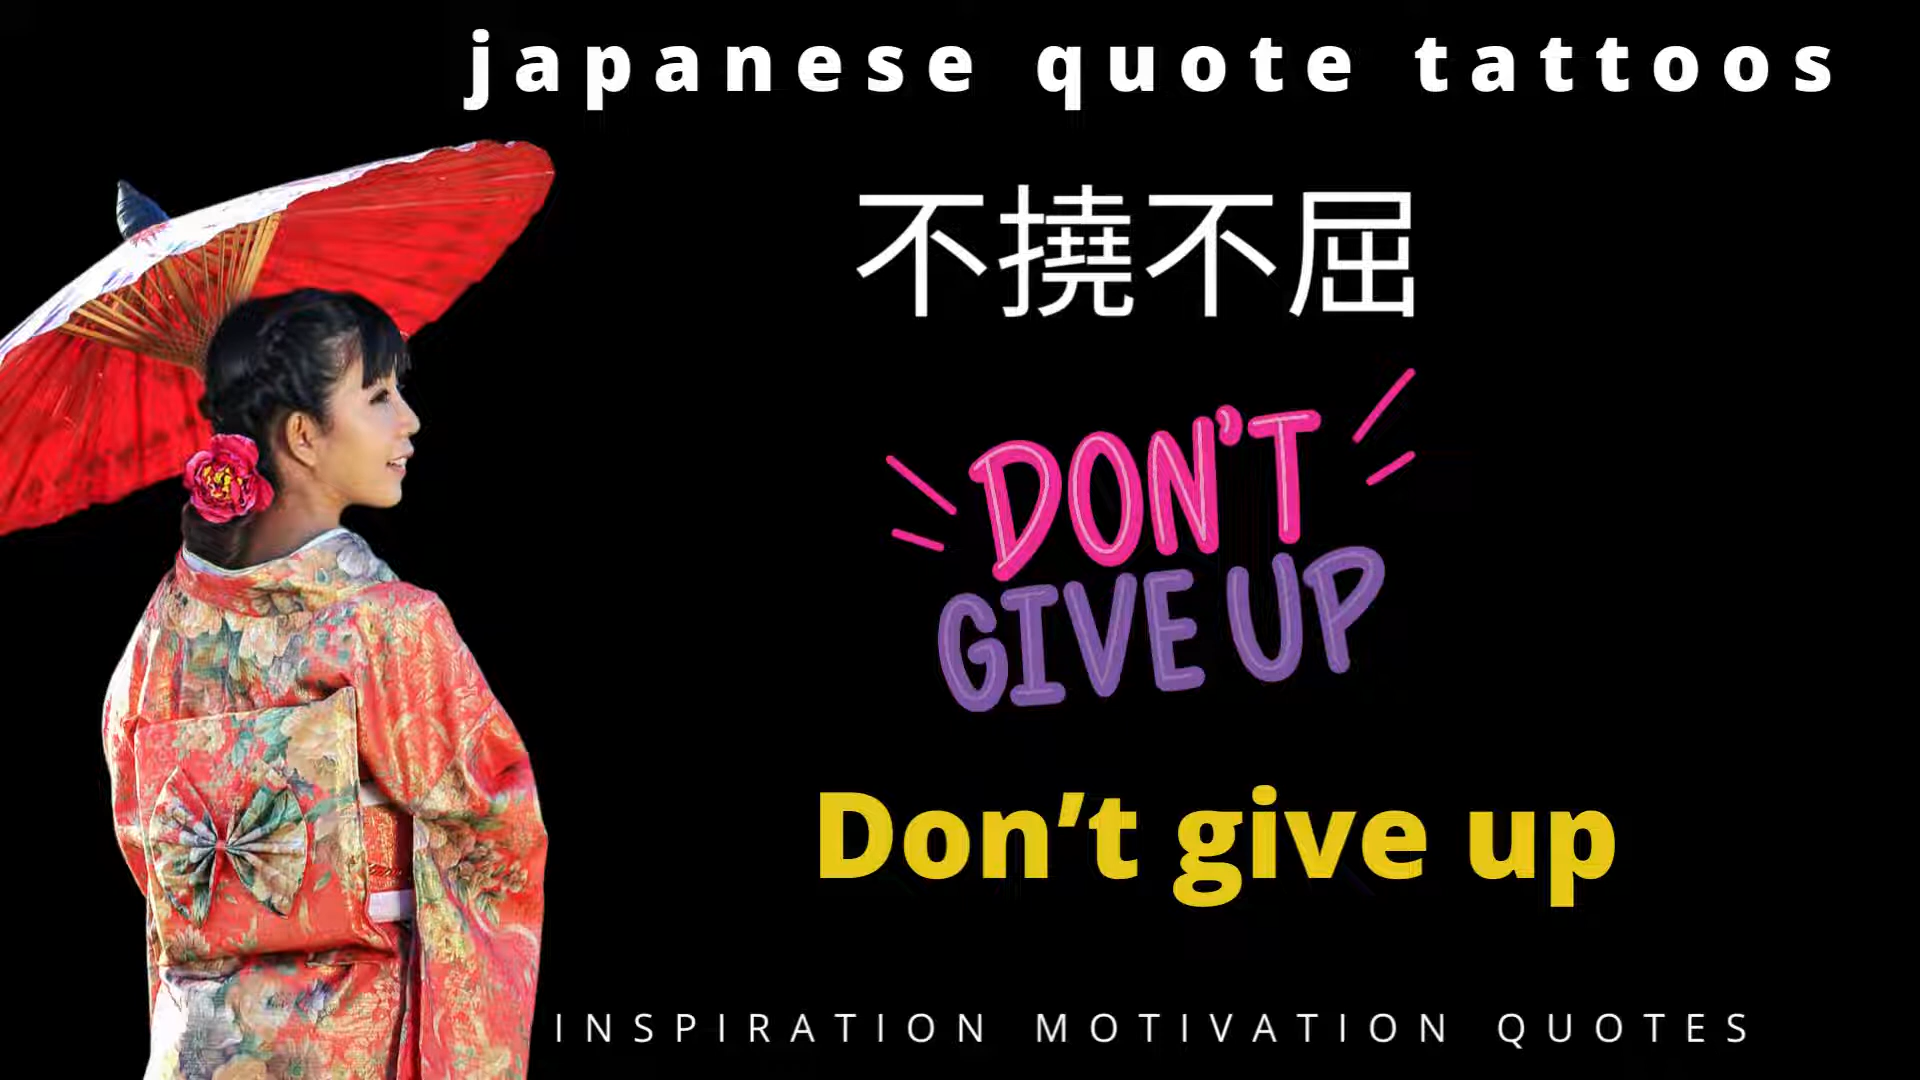 japanese quote tattoos
不撓不屈
DON'T
GIVE UP
Don’t give up
INSPIRATION MOTIVATION QUOTES